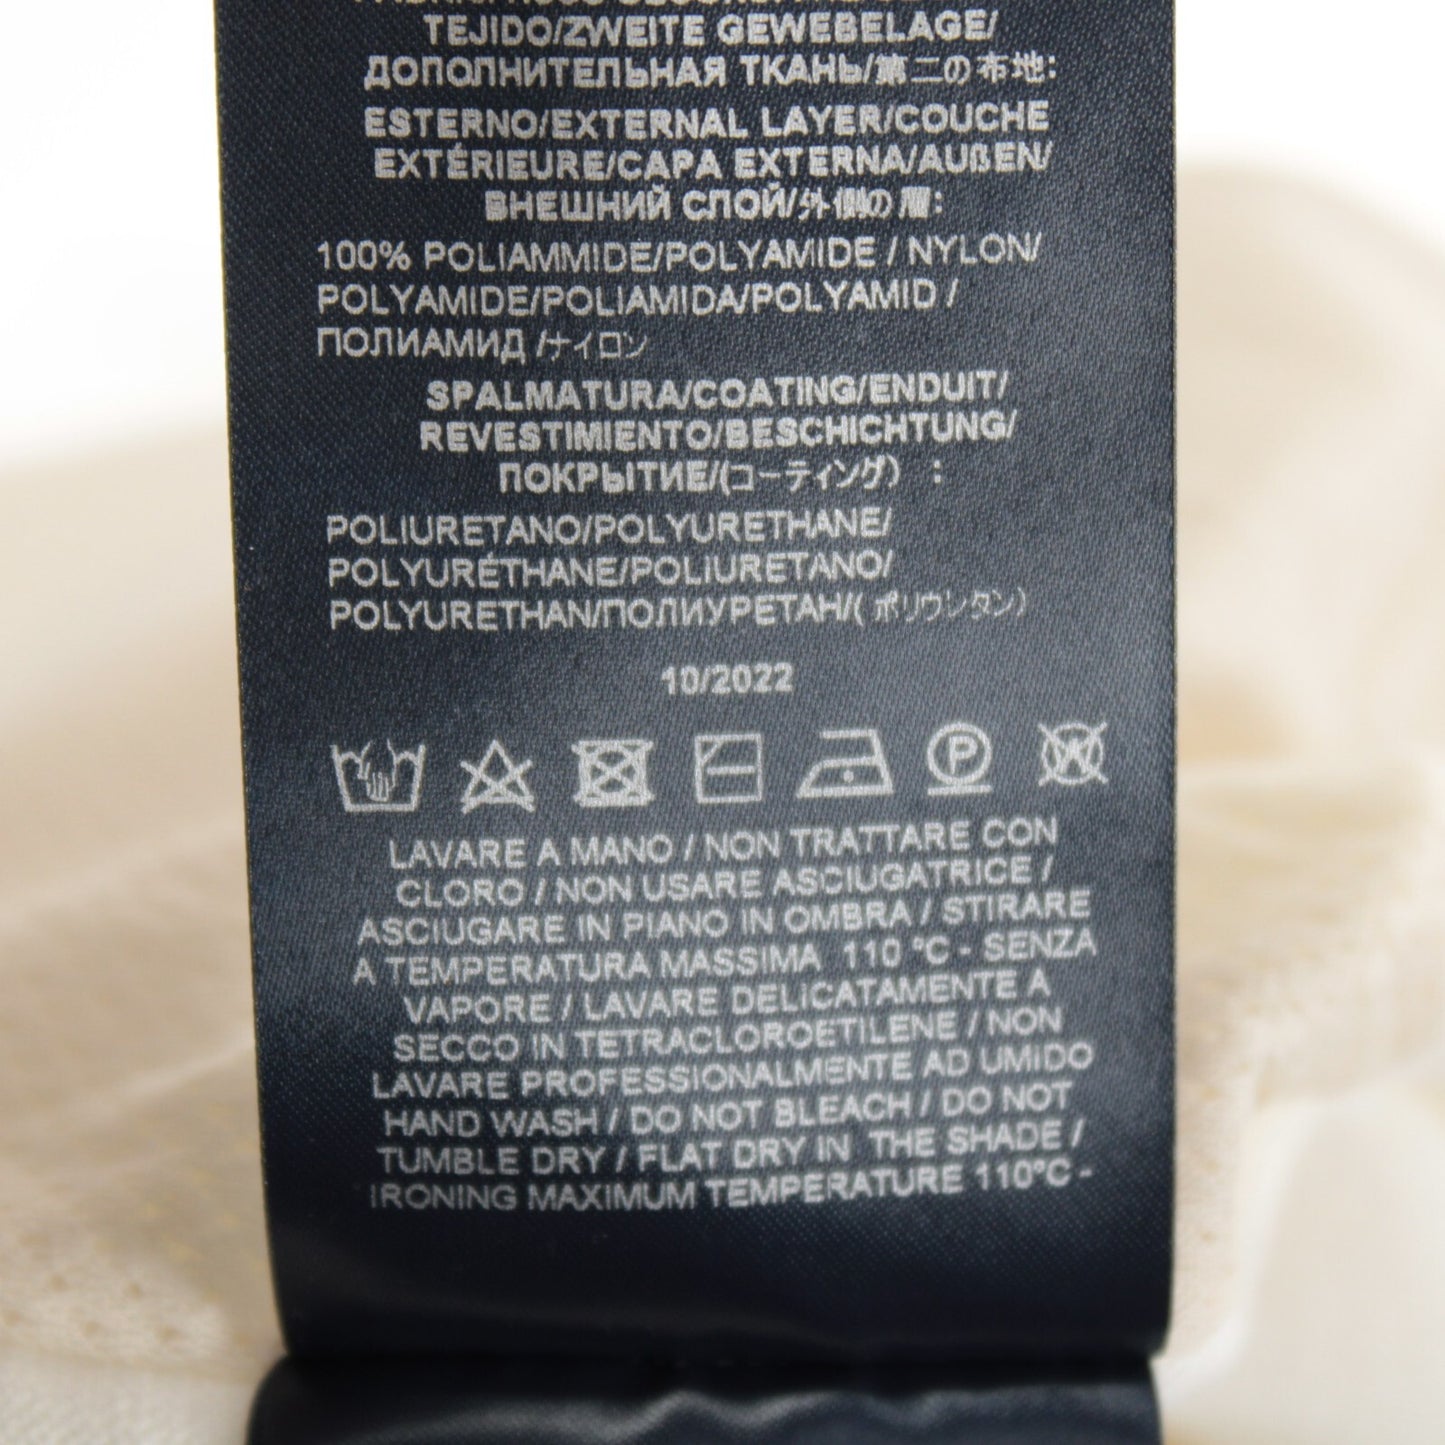 TEJIDO/ZWEITE GEWEBELAGE/
ДОПОЛНИТЕЛЬНАЯ ТКАНЬ/第二の布地:
ESTERNO/EXTERNAL LAYER/COUCHE
EXTÉRIEURE/CAPA EXTERNA/AUßEN/
ВНЕШНИЙ СЛОЙ/外側の層:
100% POLIAMMIDE/POLYAMIDE / NYLON/
POLYAMIDE/POLIAMIDA/POLYAMID /
ПОЛИАМИД /ナイロン
SPALMATURA/COATING/ENDUIT/
REVESTIMIENTO/BESCHICHTUNG/
ПОКРЫТИЕ/(コーティング) :
POLIURETANO/POLYURETHANE/
POLYURÉTHANE/POLIURETANO/
POLYURETHAN/ПОЛИУРЕТАН/( ポリウレタン)
10/2022
P W
LAVARE A MANO / NON TRATTARE CON
CLORO / NON USARE ASCIUGATRICE /
ASCIUGARE IN PIANO IN OMBRA / STIRARE
A TEMPERATURA MASSIMA 110 °C - SENZA
VAPORE / LAVARE DELICATAMENTE A
SECCO IN TETRACLOROETILENE / NON
LAVARE PROFESSIONALMENTE AD UMIDO
HAND WASH / DO NOT BLEACH / DO NOT
TUMBLE DRY / FLAT DRY IN THE SHADE /
IRONING MAXIMUM TEMPERATURE 110°C -